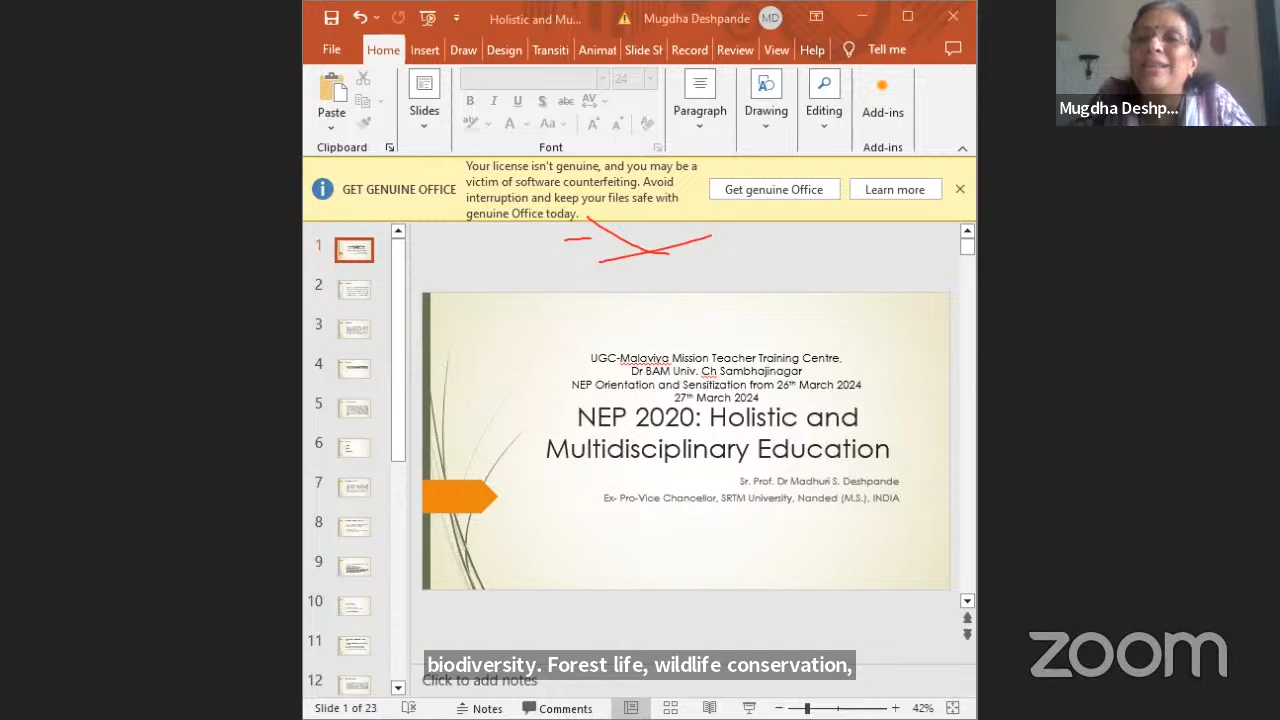 Holistic and Mu...
Mugdha Deshpande
MD
File
Home
Insert
Draw
Design
Transiti
Animat
Slide Sh
Record
Review
View
Help
Tell me
24
Paste
B I U S abc AV
Aa
Slides
Paragraph
Drawing
Editing
Add-ins
Clipboard
Font
Add-ins
GET GENUINE OFFICE
Your license isn't genuine, and you may be a
victim of software counterfeiting. Avoid
interruption and keep your files safe with
genuine Office today.
Get genuine Office
Learn more
1
2
3
4
5
6
7
8
9
10
11
12
UGC-Malaviya Mission Teacher Training Centre,
Dr BAM Univ. Ch Sambhajinagar
NEP Orientation and Sensitization from 26th March 2024
27th March 2024
NEP 2020: Holistic and
Multidisciplinary Education
Sr. Prof. Dr Madhuri S. Deshpande
Ex- Pro-Vice Chancellor, SRTM University, Nanded (M.S.), INDIA
biodiversity. Forest life, wildlife conservation,
Click to add notes
Slide 1 of 23
Notes
Comments
42%
Mugdha Deshp...
zoom